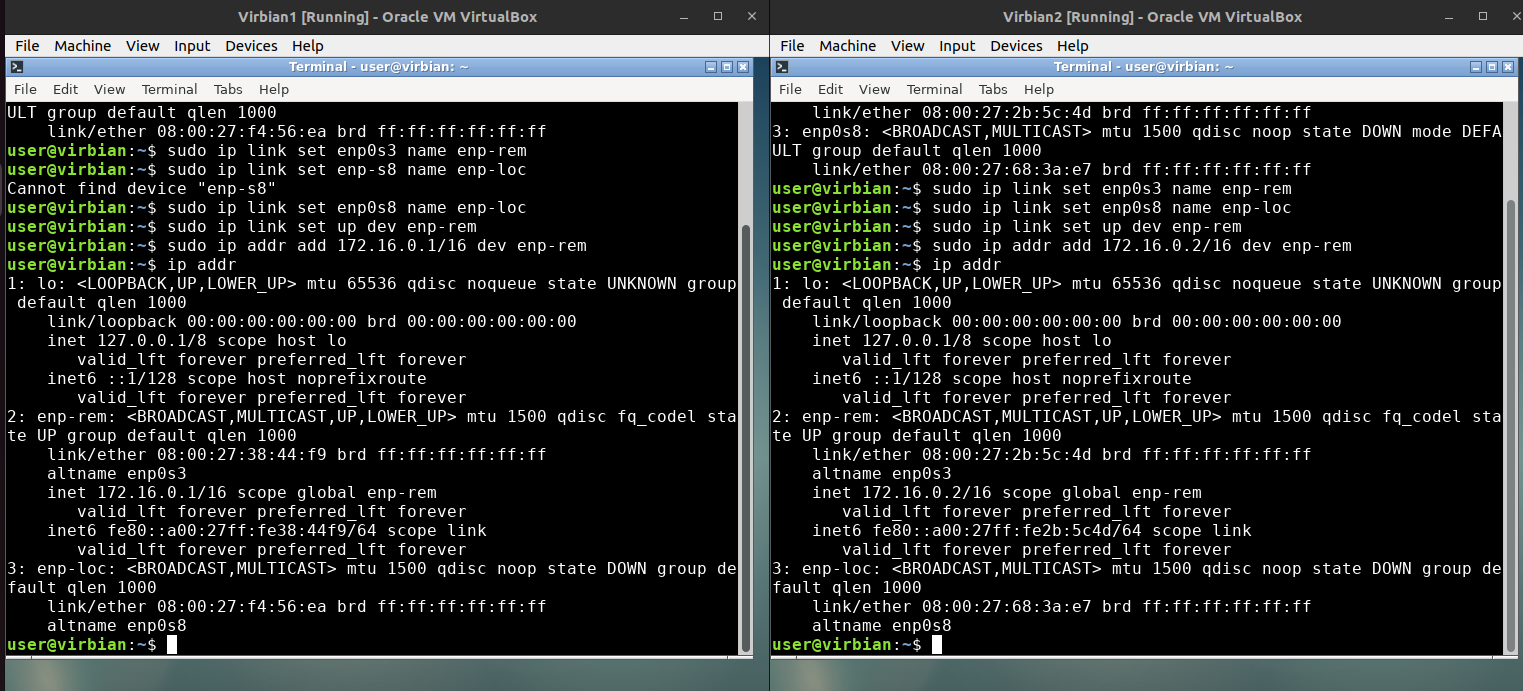 Virbian1 [Running] - Oracle VM VirtualBox
File Machine View Input Devices Help
Terminal - user@virbian: ~
File Edit View Terminal Tabs Help
ULT group default qlen 1000
    link/ether 08:00:27:f4:56:ea brd ff:ff:ff:ff:ff:ff
user@virbian:~$ sudo ip link set enp0s3 name enp-rem
user@virbian:~$ sudo ip link set enp-s8 name enp-loc
Cannot find device "enp-s8"
user@virbian:~$ sudo ip link set enp0s8 name enp-loc
user@virbian:~$ sudo ip link set up dev enp-rem
user@virbian:~$ sudo ip addr add 172.16.0.1/16 dev enp-rem
user@virbian:~$ ip addr
1: lo: <LOOPBACK,UP,LOWER_UP> mtu 65536 qdisc noqueue state UNKNOWN group
 default qlen 1000
    link/loopback 00:00:00:00:00:00 brd 00:00:00:00:00:00
    inet 127.0.0.1/8 scope host lo
       valid_lft forever preferred_lft forever
    inet6 ::1/128 scope host noprefixroute
       valid_lft forever preferred_lft forever
2: enp-rem: <BROADCAST,MULTICAST,UP,LOWER_UP> mtu 1500 qdisc fq_codel sta
te UP group default qlen 1000
    link/ether 08:00:27:38:44:f9 brd ff:ff:ff:ff:ff:ff
    altname enp0s3
    inet 172.16.0.1/16 scope global enp-rem
       valid_lft forever preferred_lft forever
    inet6 fe80::a00:27ff:fe38:44f9/64 scope link
       valid_lft forever preferred_lft forever
3: enp-loc: <BROADCAST,MULTICAST> mtu 1500 qdisc noop state DOWN group de
fault qlen 1000
    link/ether 08:00:27:f4:56:ea brd ff:ff:ff:ff:ff:ff
    altname enp0s8
user@virbian:~$
Virbian2 [Running] - Oracle VM VirtualBox
File Machine View Input Devices Help
Terminal - user@virbian: ~
File Edit View Terminal Tabs Help
    link/ether 08:00:27:2b:5c:4d brd ff:ff:ff:ff:ff:ff
3: enp0s8: <BROADCAST,MULTICAST> mtu 1500 qdisc noop state DOWN mode DEFA
ULT group default qlen 1000
    link/ether 08:00:27:68:3a:e7 brd ff:ff:ff:ff:ff:ff
user@virbian:~$ sudo ip link set enp0s3 name enp-rem
user@virbian:~$ sudo ip link set enp0s8 name enp-loc
user@virbian:~$ sudo ip link set up dev enp-rem
user@virbian:~$ sudo ip addr add 172.16.0.2/16 dev enp-rem
user@virbian:~$ ip addr
1: lo: <LOOPBACK,UP,LOWER_UP> mtu 65536 qdisc noqueue state UNKNOWN group
 default qlen 1000
    link/loopback 00:00:00:00:00:00 brd 00:00:00:00:00:00
    inet 127.0.0.1/8 scope host lo
       valid_lft forever preferred_lft forever
    inet6 ::1/128 scope host noprefixroute
       valid_lft forever preferred_lft forever
2: enp-rem: <BROADCAST,MULTICAST,UP,LOWER_UP> mtu 1500 qdisc fq_codel sta
te UP group default qlen 1000
    link/ether 08:00:27:2b:5c:4d brd ff:ff:ff:ff:ff:ff
    altname enp0s3
    inet 172.16.0.2/16 scope global enp-rem
       valid_lft forever preferred_lft forever
    inet6 fe80::a00:27ff:fe2b:5c4d/64 scope link
       valid_lft forever preferred_lft forever
3: enp-loc: <BROADCAST,MULTICAST> mtu 1500 qdisc noop state DOWN group de
fault qlen 1000
    link/ether 08:00:27:68:3a:e7 brd ff:ff:ff:ff:ff:ff
    altname enp0s8
user@virbian:~$